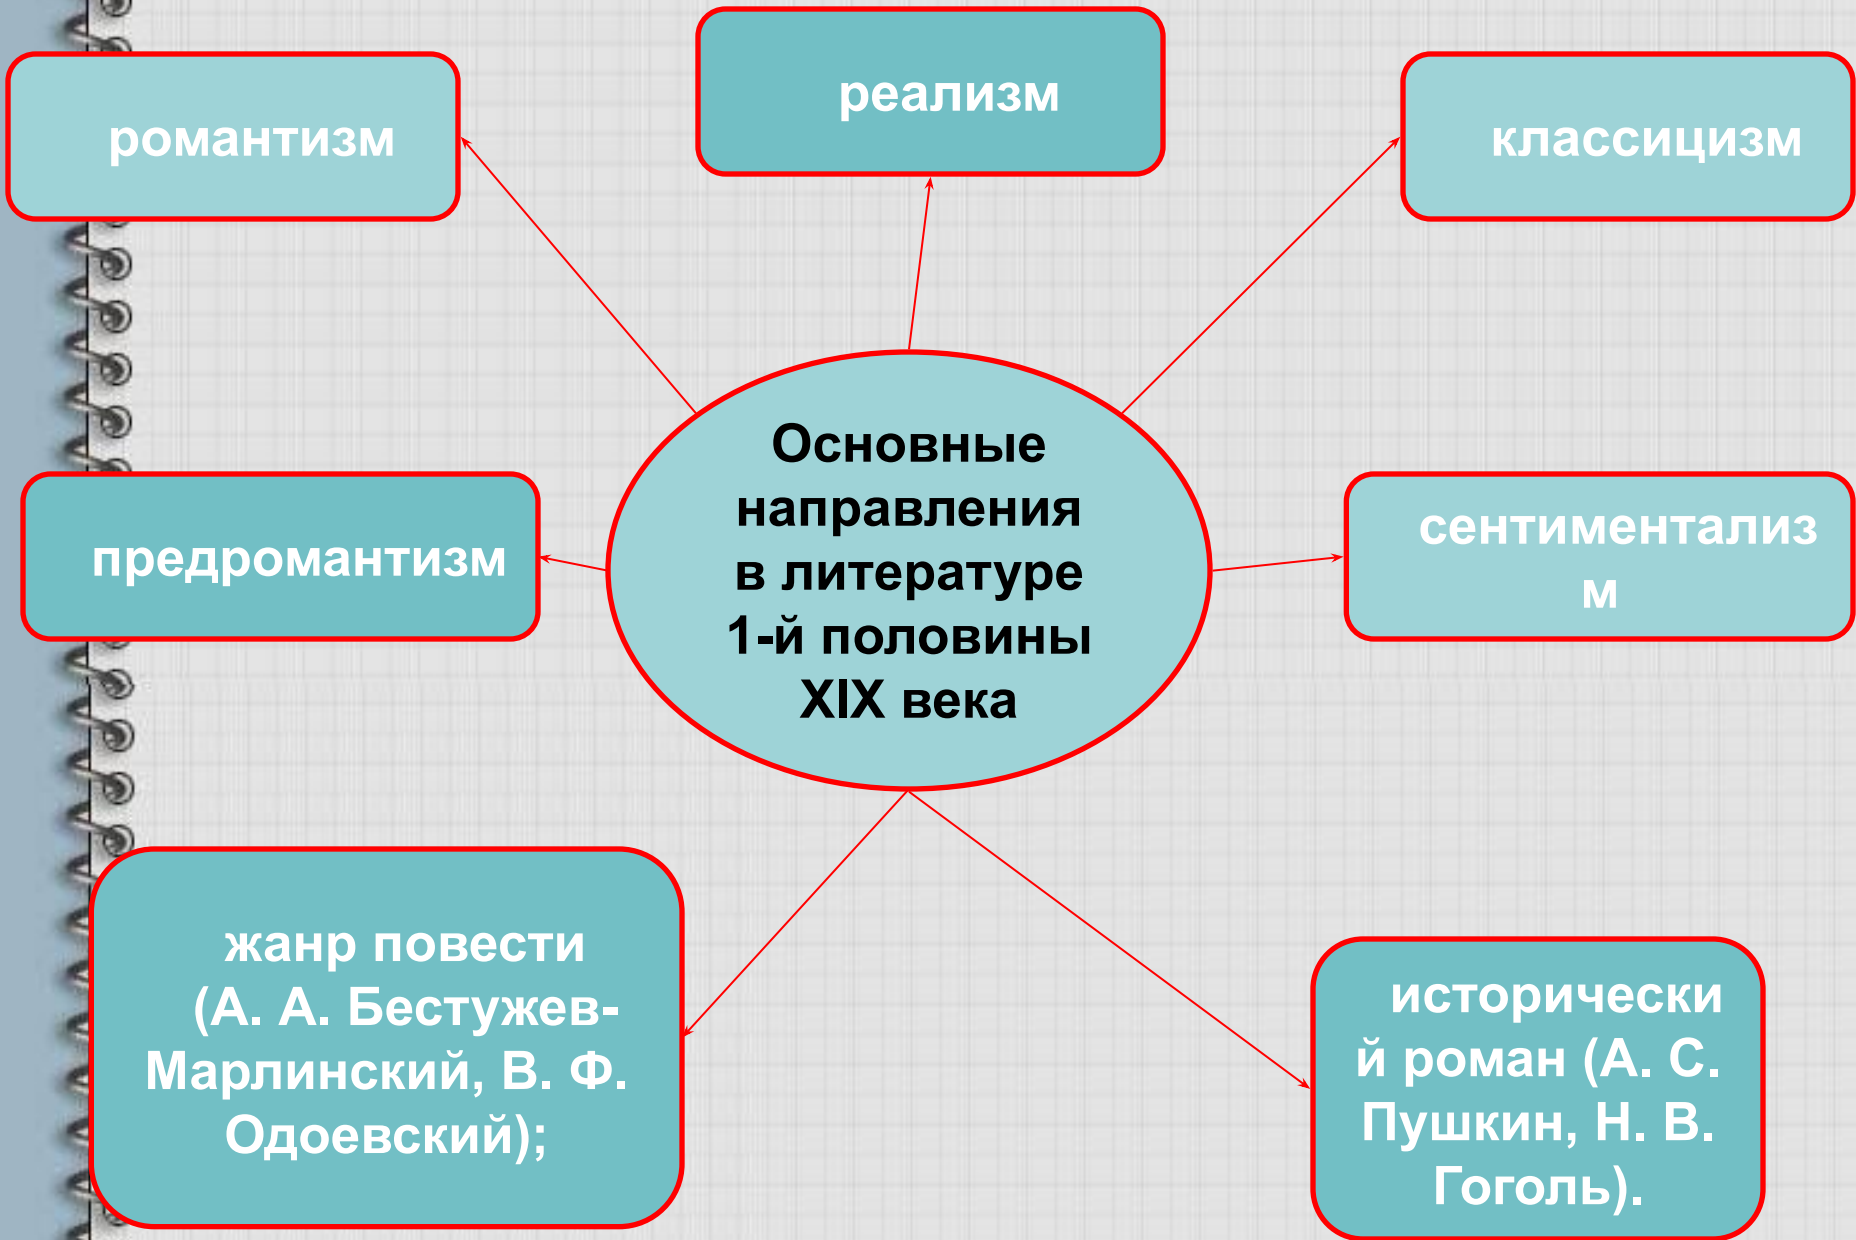 реализм
романтизм
классицизм
Основные
направления
в литературе
1-й половины
XIX века
предромантизм
сентиментализ
м
жанр повести
(А. А. Бестужев-
Марлинский, В. Ф.
Одоевский);
исторически
й роман (А. С.
Пушкин, Н. В.
Гоголь).